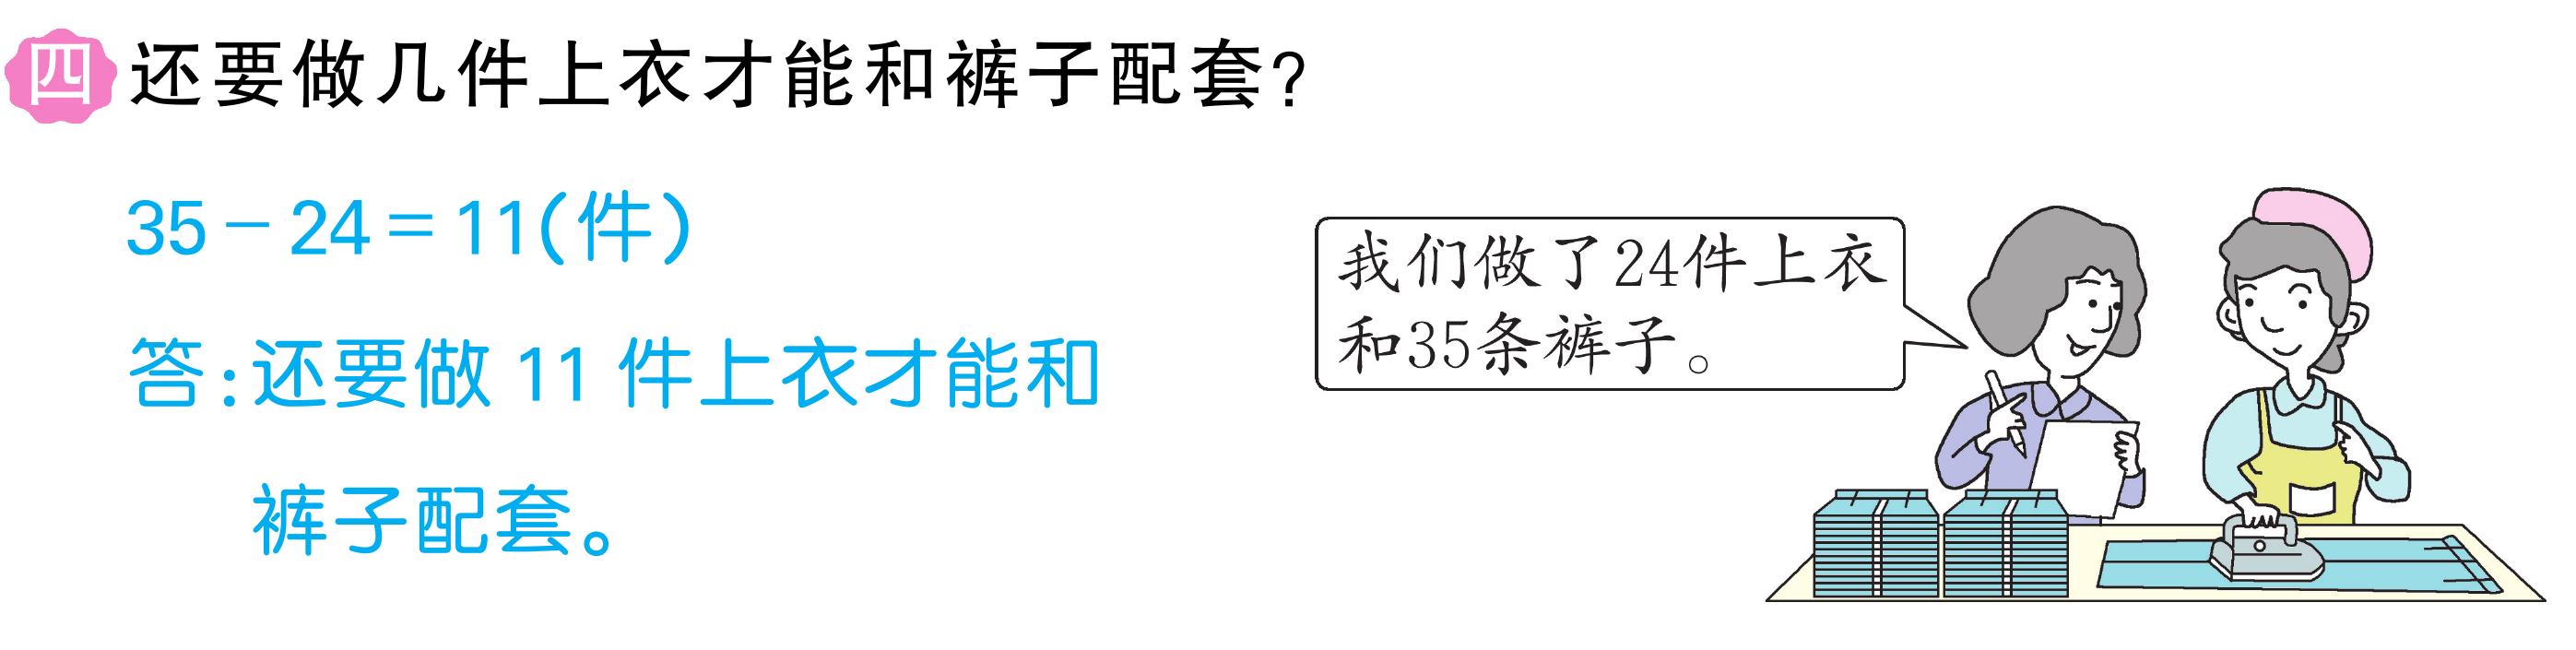 四 还要做几件上衣才能和裤子配套?
35－24＝11(件)
答:还要做 11 件上衣才能和
裤子配套。
我们做了24件上衣
和35条裤子。